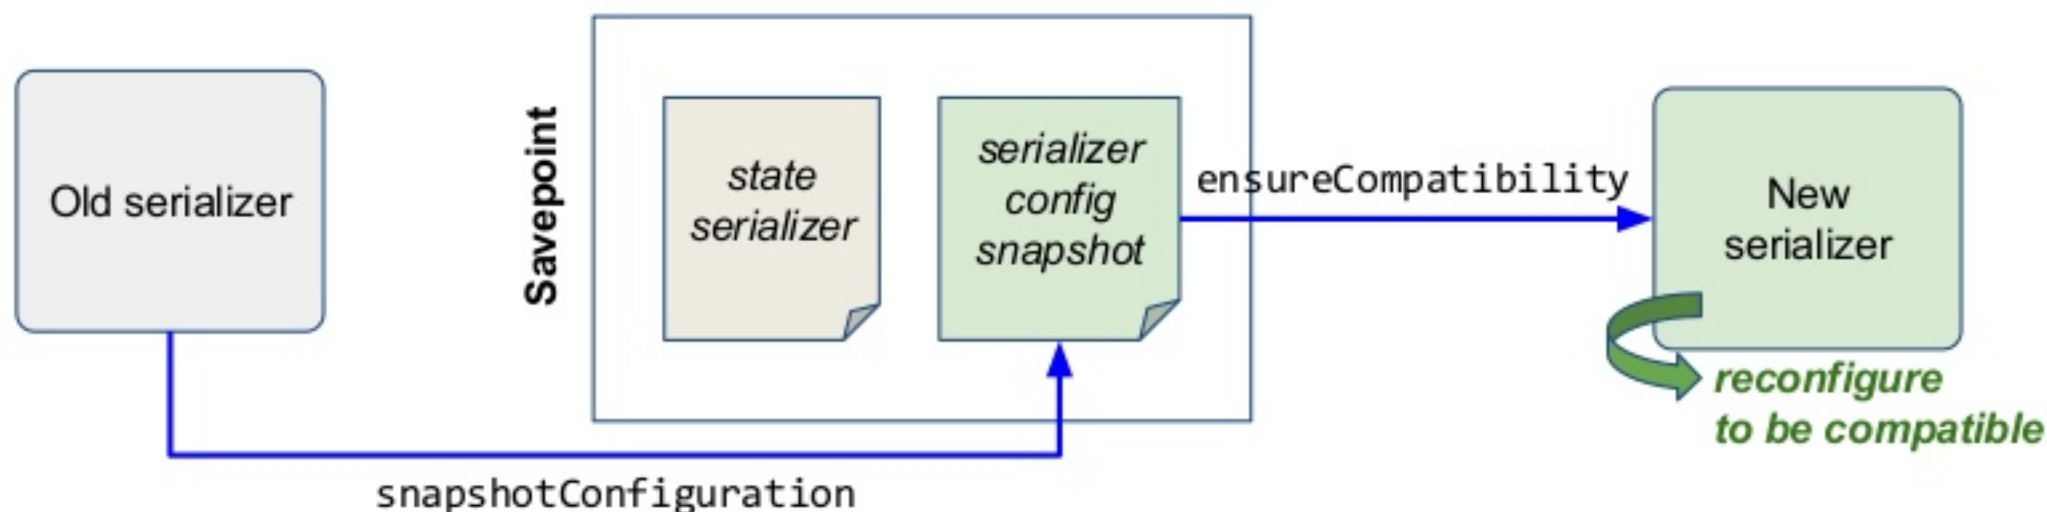 Old serializer
Savepoint
state
serializer
serializer
config
snapshot
ensureCompatibility
New
serializer
reconfigure
to be compatible
snapshotConfiguration